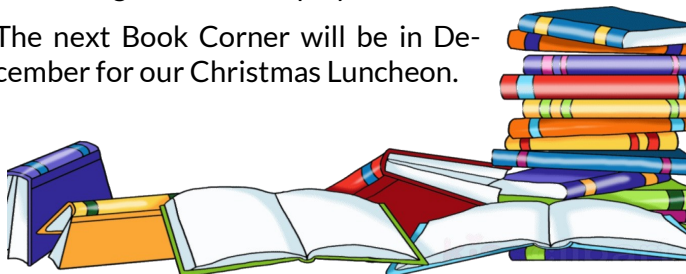 The next Book Corner will be in De-
cember for our Christmas Luncheon.